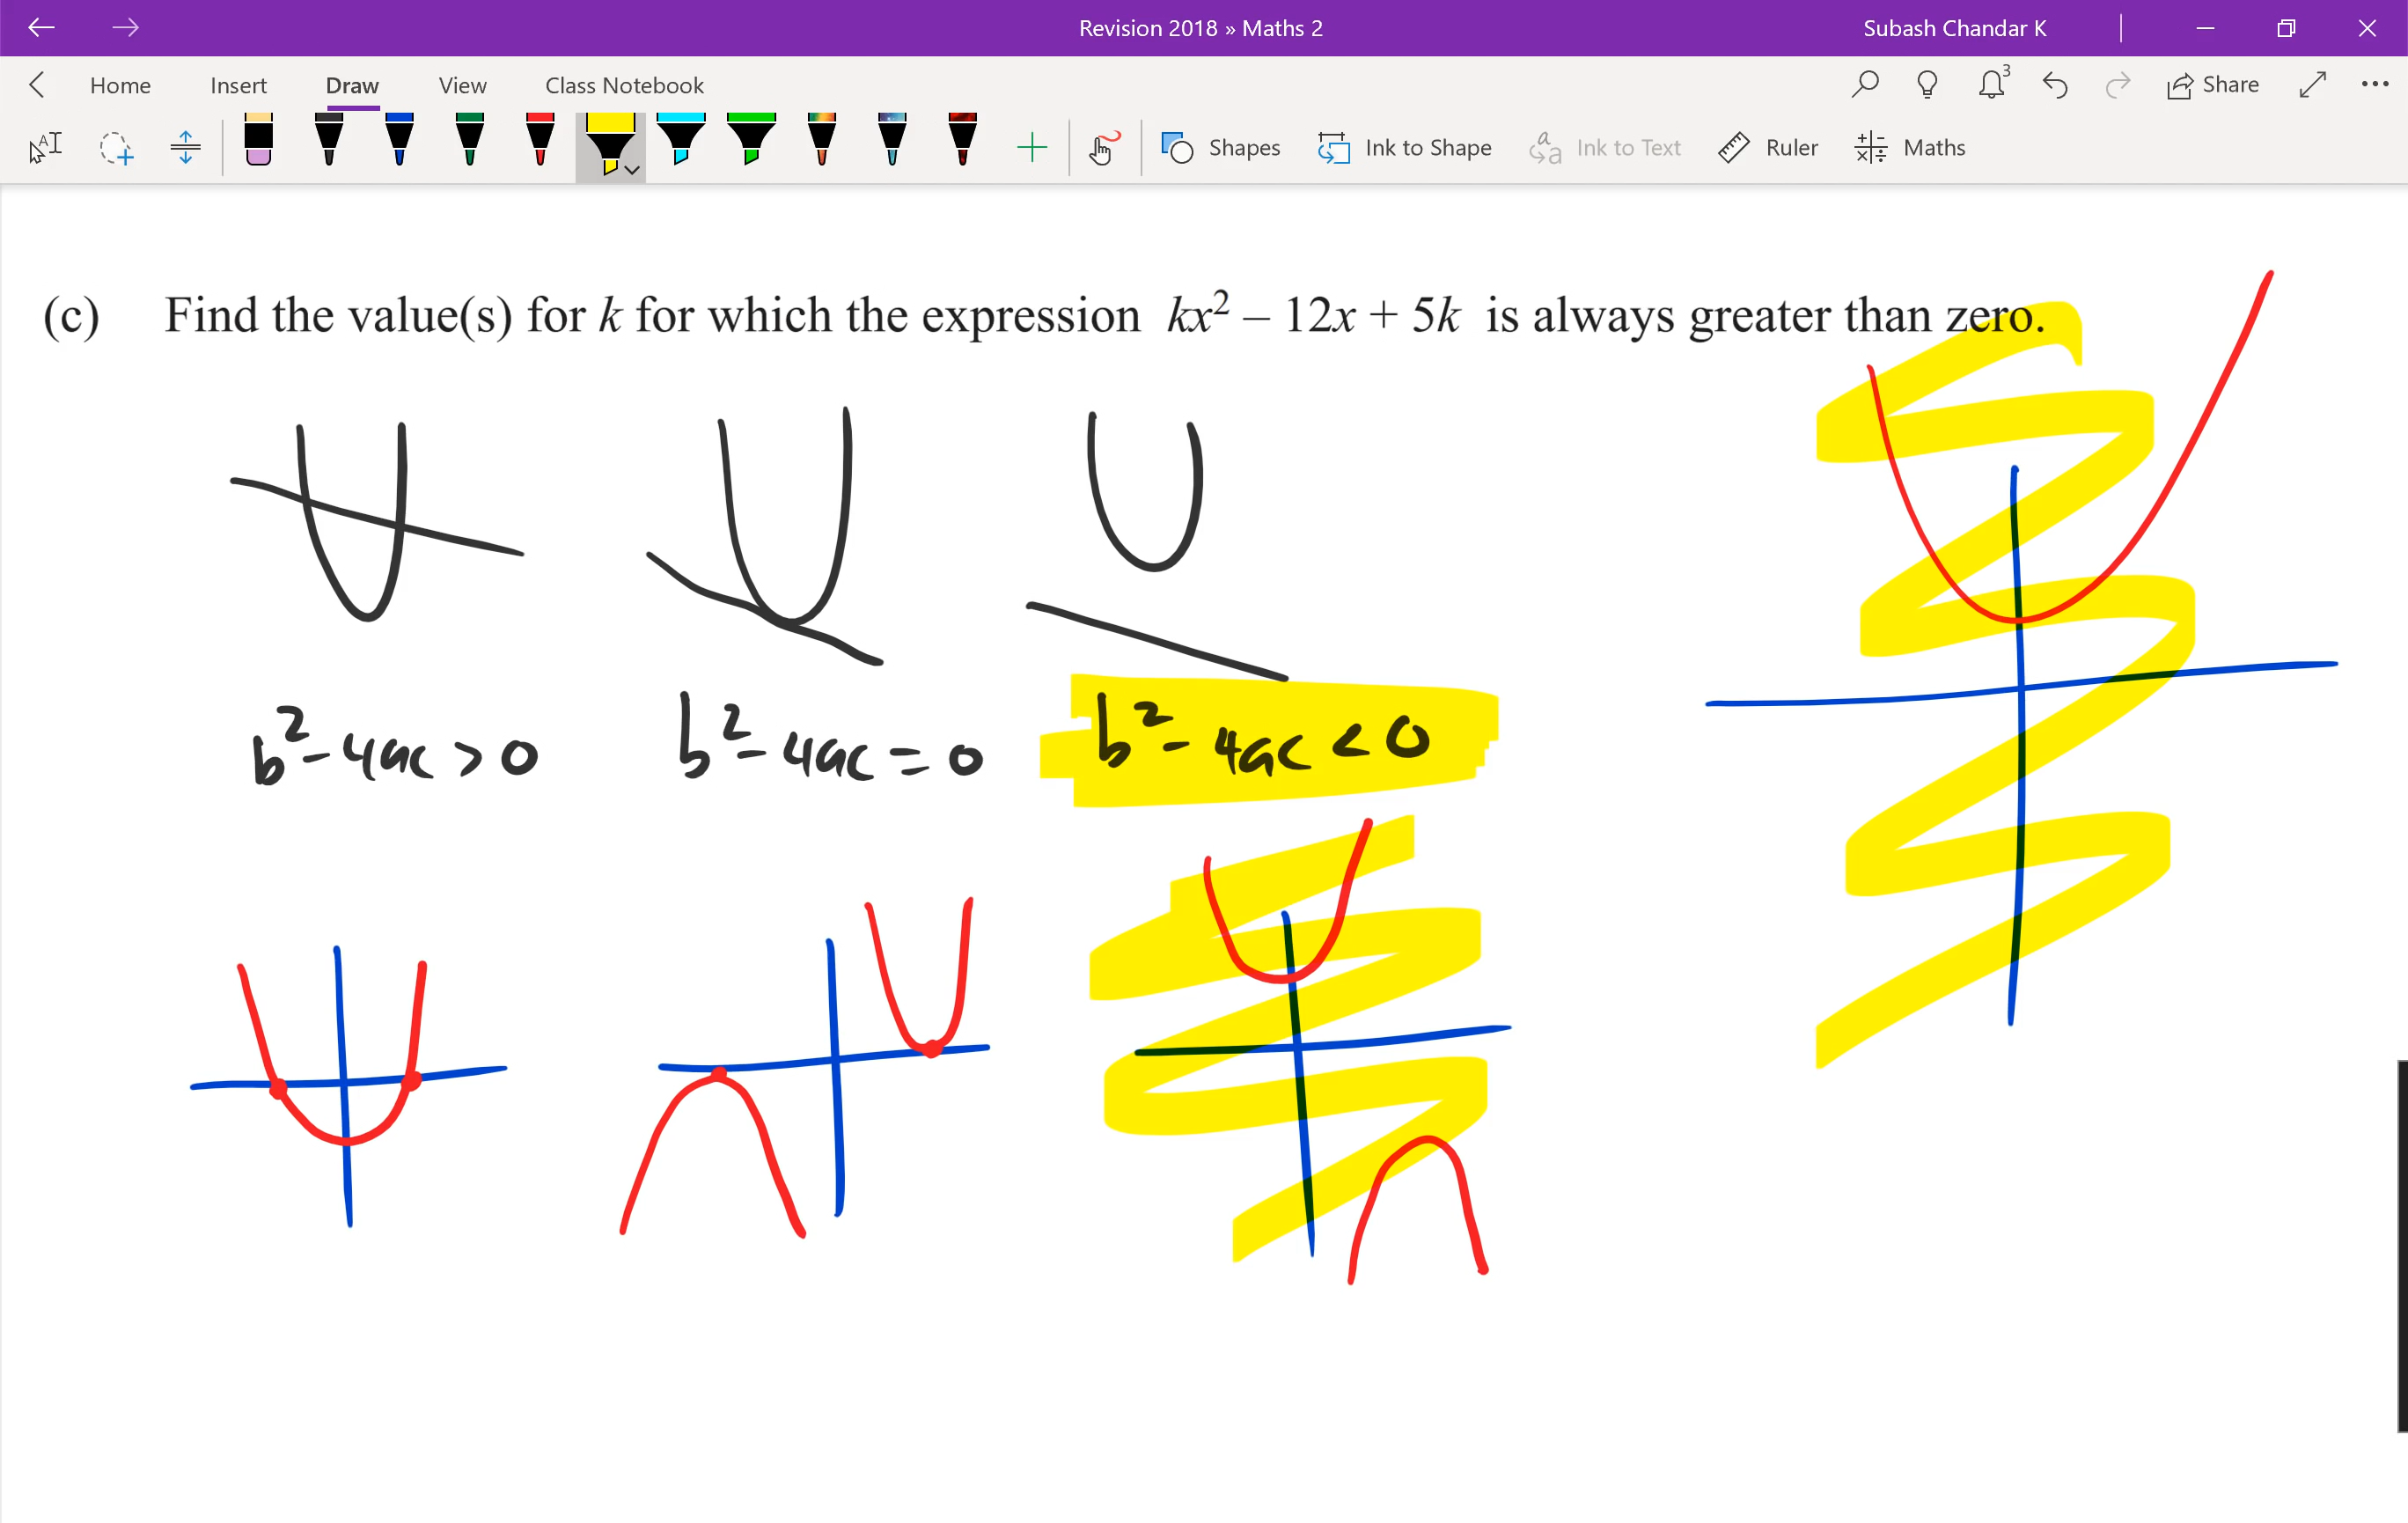 Revision 2018 » Maths 2
Subash Chandar K
Home Insert Draw View Class Notebook
3
Share
Shapes Ink to Shape Ink to Text Ruler Maths
(c) Find the value(s) for k for which the expression kx² – 12x + 5k is always greater than zero.
b²-4ac > 0 b²-4ac = 0 b²-4ac < 0